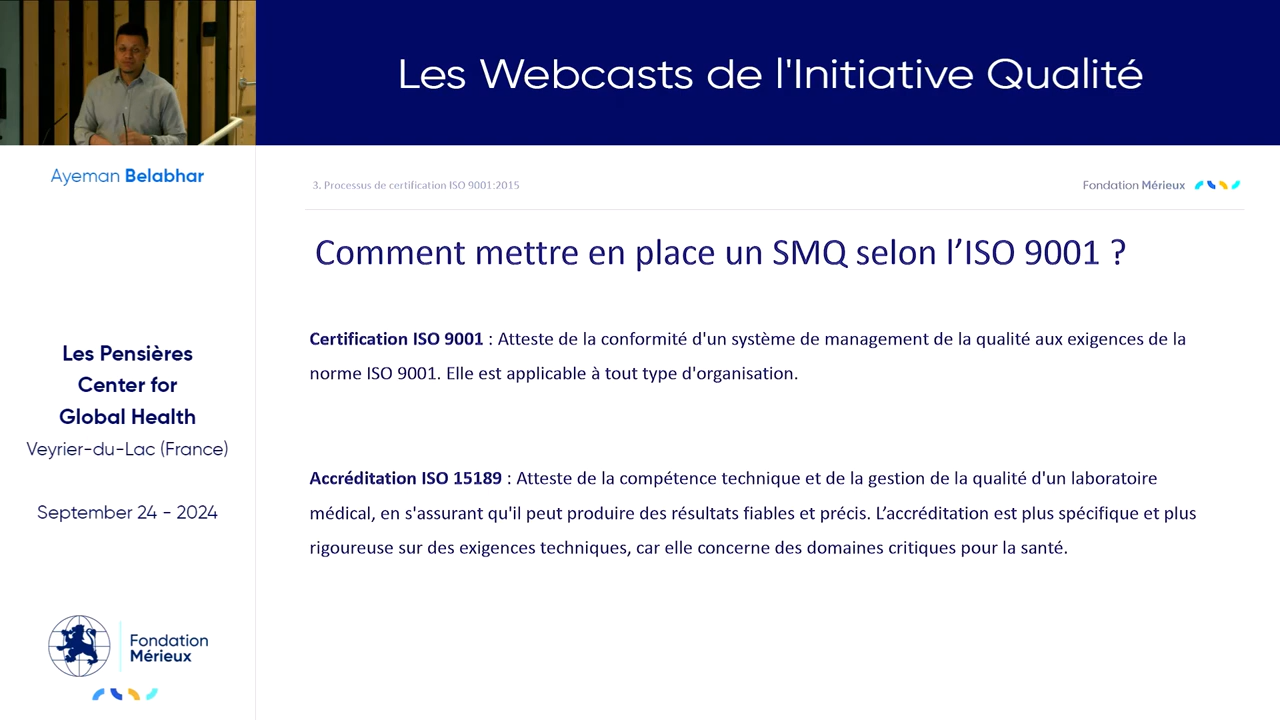 Les Webcasts de l'Initiative Qualité
Ayeman Belabhar
3. Processus de certification ISO 9001:2015
Fondation Mérieux
Comment mettre en place un SMQ selon l’ISO 9001 ?
Certification ISO 9001 : Atteste de la conformité d'un système de management de la qualité aux exigences de la
norme ISO 9001. Elle est applicable à tout type d'organisation.
Accréditation ISO 15189 : Atteste de la compétence technique et de la gestion de la qualité d'un laboratoire
médical, en s'assurant qu'il peut produire des résultats fiables et précis. L’accréditation est plus spécifique et plus
rigoureuse sur des exigences techniques, car elle concerne des domaines critiques pour la santé.
Les Pensières
Center for
Global Health
Veyrier-du-Lac (France)
September 24 - 2024
Fondation
Mérieux